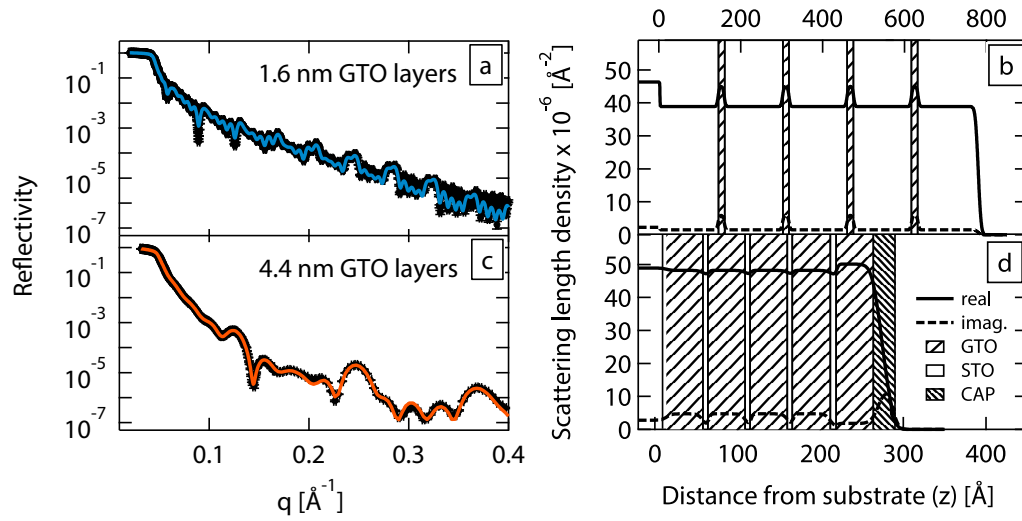 0 200 400 600 800
a
1.6 nm GTO layers
10^-1
10^-3
10^-5
10^-7
b
50
40
30
20
10
0
c
4.4 nm GTO layers
10^-1
10^-3
10^-5
10^-7
d
50
40
30
20
10
0
real
imag.
GTO
STO
CAP
Reflectivity
Scattering length density x 10^-6 [Å^-2]
0.1 0.2 0.3 0.4
q [Å^-1]
0 100 200 300 400
Distance from substrate (z) [Å]